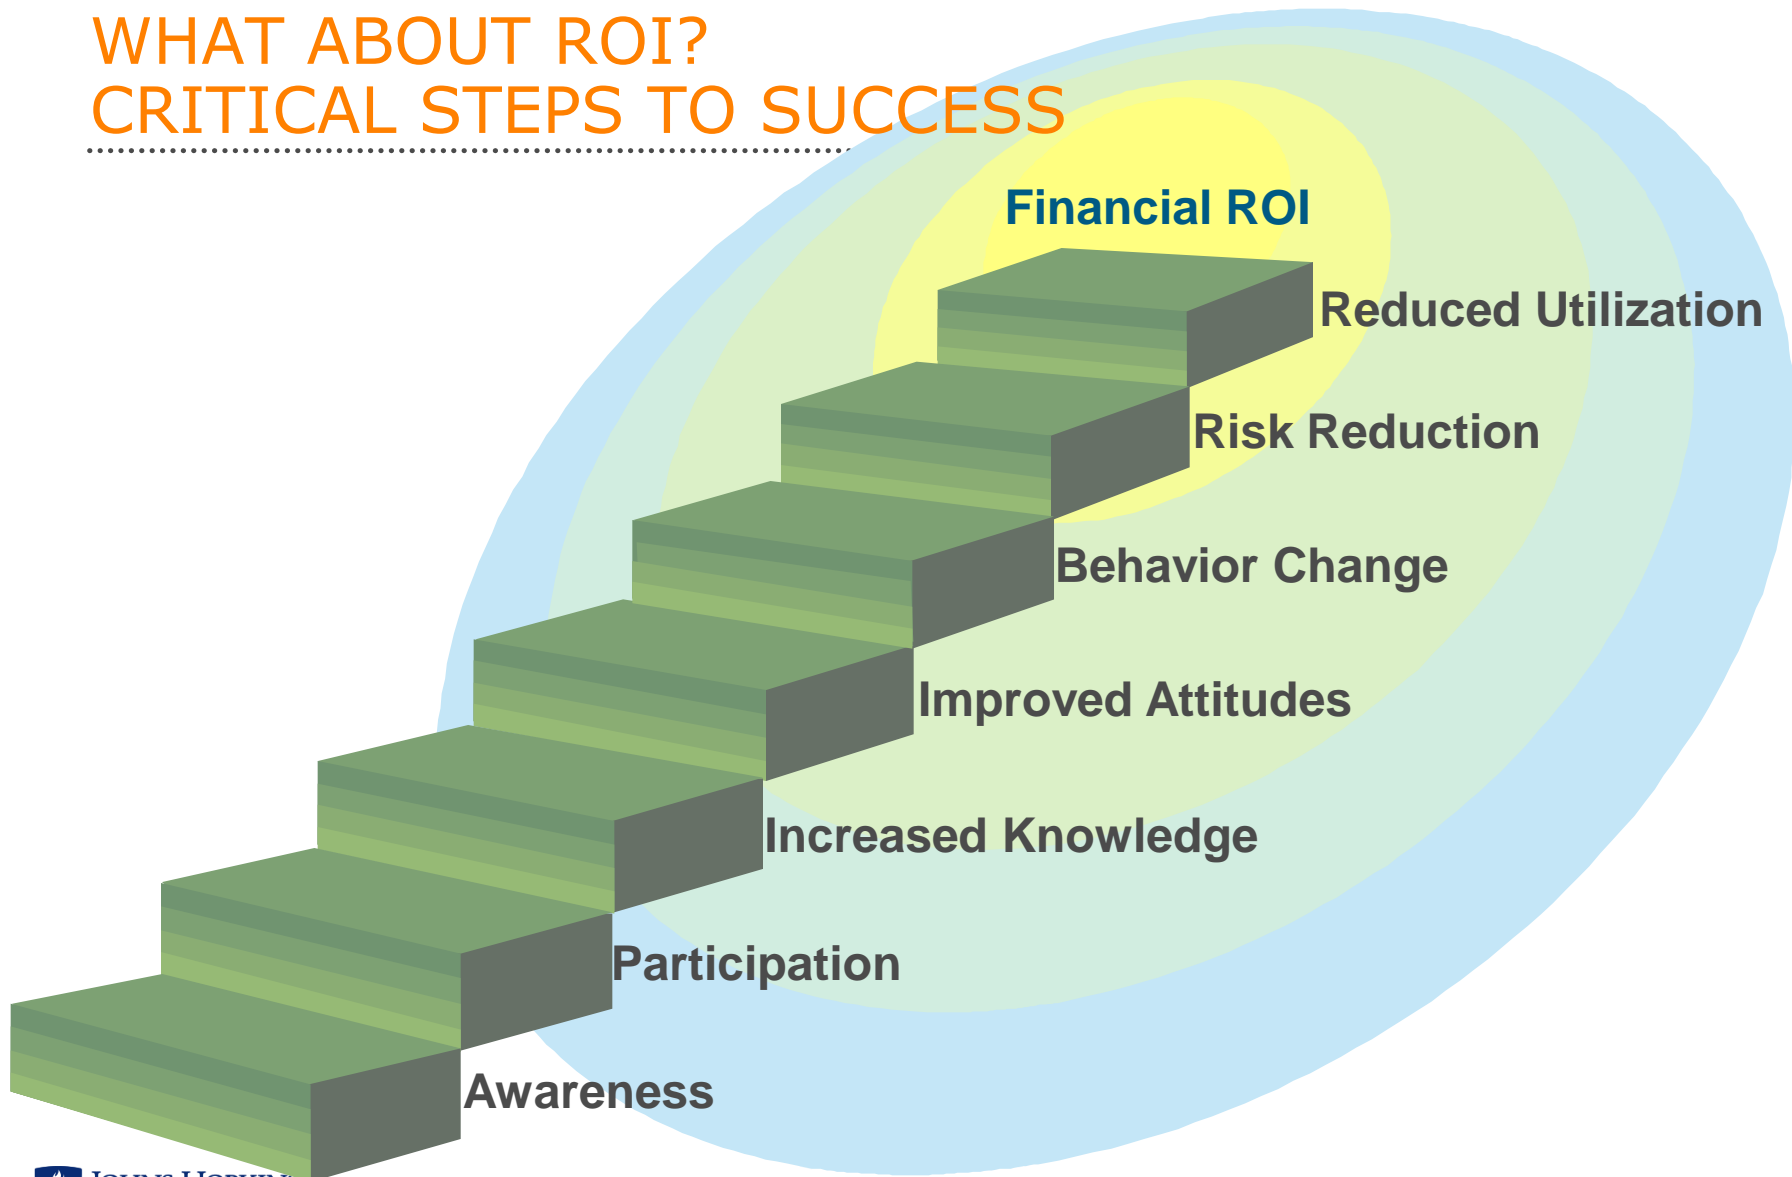 WHAT ABOUT ROI?
CRITICAL STEPS TO SUCCESS
Financial ROI
Reduced Utilization
Risk Reduction
Behavior Change
Improved Attitudes
Increased Knowledge
Participation
Awareness
JOHNS